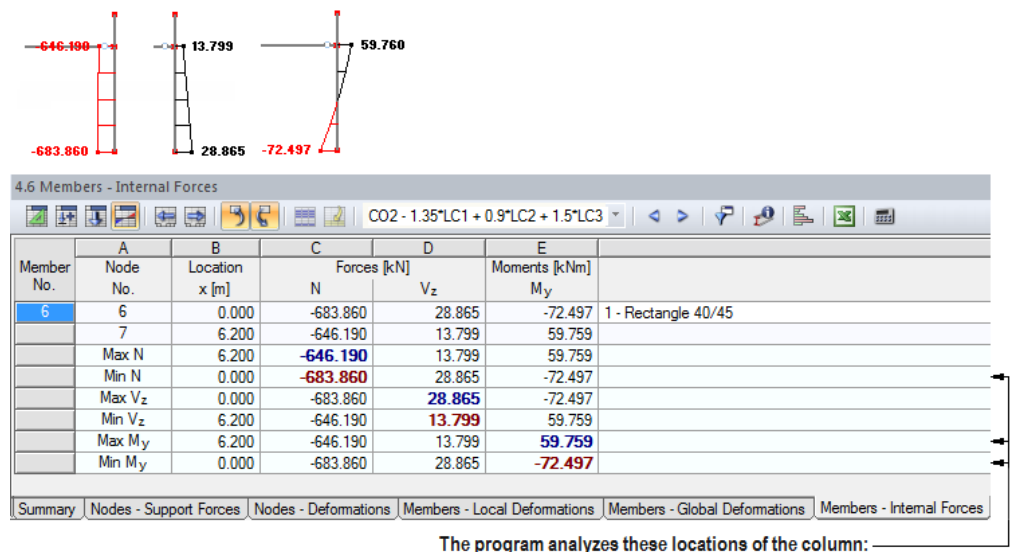 -646.190 13.799 59.760
-683.860 28.865 -72.497
4.6 Members - Internal Forces
CO2 - 1.35*LC1 + 0.9*LC2 + 1.5*LC3
A B C D E
Member Node Location Forces [kN] Moments [kNm]
No. No. x [m] N Vz My
6 6 0.000 -683.860 28.865 -72.497 1 - Rectangle 40/45
7 6.200 -646.190 13.799 59.759
Max N 6.200 -646.190 13.799 59.759
Min N 0.000 -683.860 28.865 -72.497
Max Vz 0.000 -683.860 28.865 -72.497
Min Vz 6.200 -646.190 13.799 59.759
Max My 6.200 -646.190 13.799 59.759
Min My 0.000 -683.860 28.865 -72.497
Summary Nodes - Support Forces Nodes - Deformations Members - Local Deformations Members - Global Deformations Members - Internal Forces
The program analyzes these locations of the column: